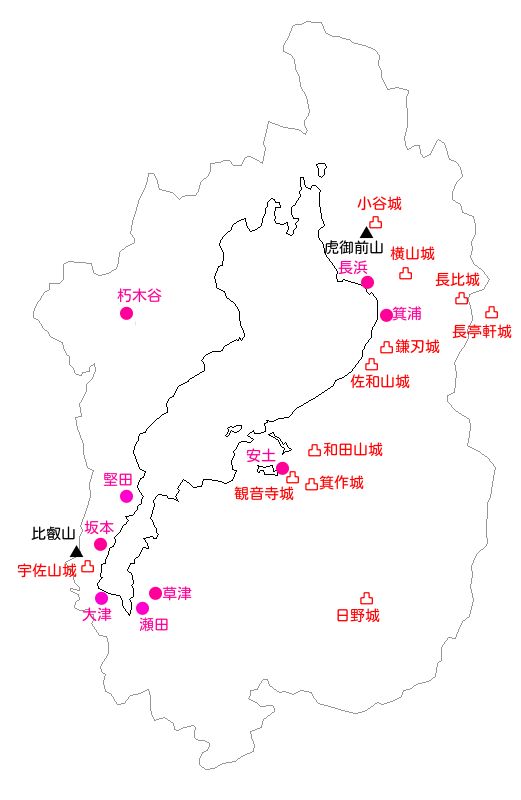 小谷城
虎御前山
横山城
長浜
長比城
朽木谷
箕浦
長亭軒城
鎌刃城
佐和山城
和田山城
安土
堅田
箕作城
観音寺城
坂本
比叡山
宇佐山城
草津
大津
日野城
瀬田